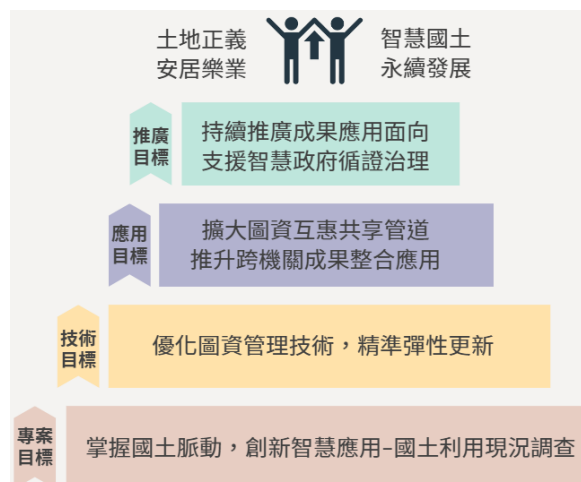 土地正義
安居樂業
智慧國土
永續發展
推廣
目標
持續推廣成果應用面向
支援智慧政府循證治理
應用
目標
擴大圖資互惠共享管道
推升跨機關成果整合應用
技術
目標
優化圖資管理技術，精準彈性更新
專案
目標
掌握國土脈動，創新智慧應用–國土利用現況調查